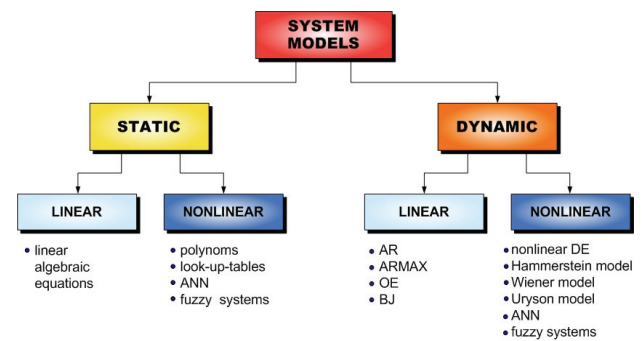 SYSTEM
MODELS
STATIC
DYNAMIC
LINEAR
NONLINEAR
LINEAR
NONLINEAR
• linear
algebraic
equations
• polynoms
• look-up-tables
• ANN
• fuzzy systems
• AR
• ARMAX
• OE
• BJ
• nonlinear DE
• Hammerstein model
• Wiener model
• Uryson model
• ANN
• fuzzy systems